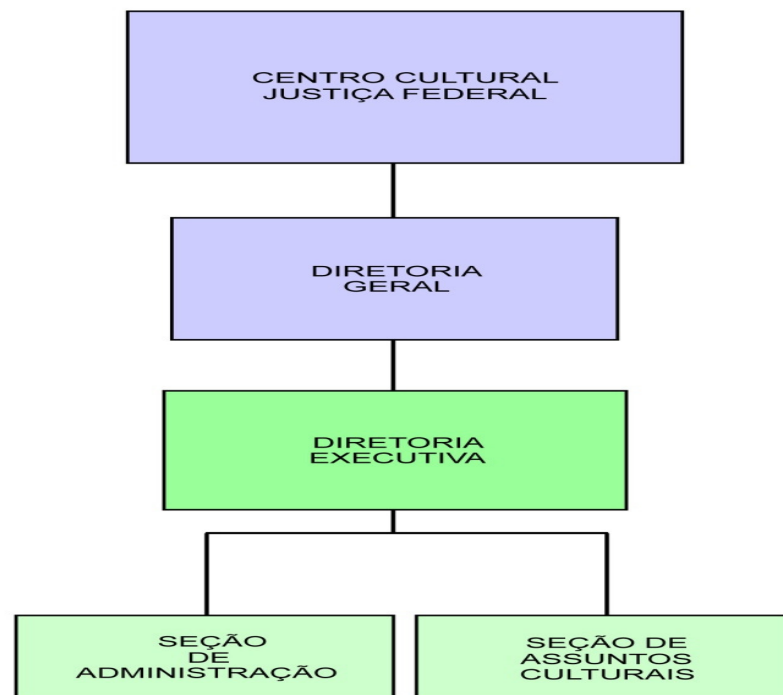 CENTRO CULTURAL
JUSTIÇA FEDERAL
DIRETORIA
GERAL
DIRETORIA
EXECUTIVA
SEÇÃO
DE
ADMINISTRAÇÃO
SEÇÃO DE
ASSUNTOS
CULTURAIS